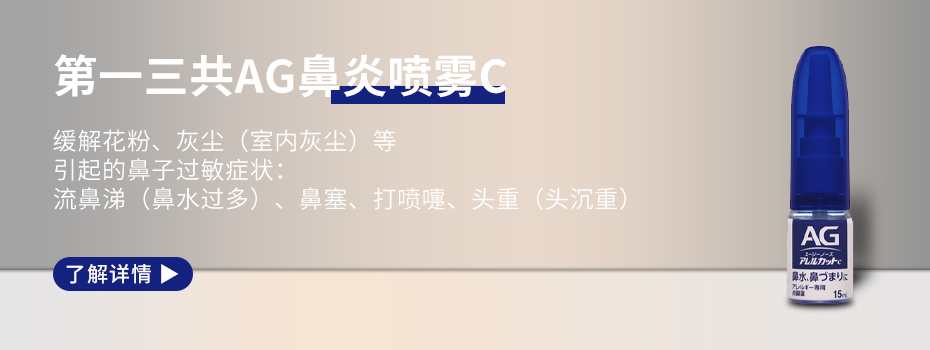 第一三共AG鼻炎喷雾C
缓解花粉、灰尘（室内灰尘）等
引起的鼻子过敏症状：
流鼻涕（鼻水过多）、鼻塞、打喷嚏、头重（头沉重）
了解详情 ▶
AG
エージーノーズ
アレルカットC
鼻水、鼻づまりに
アレルギー専用
点鼻薬
15mL